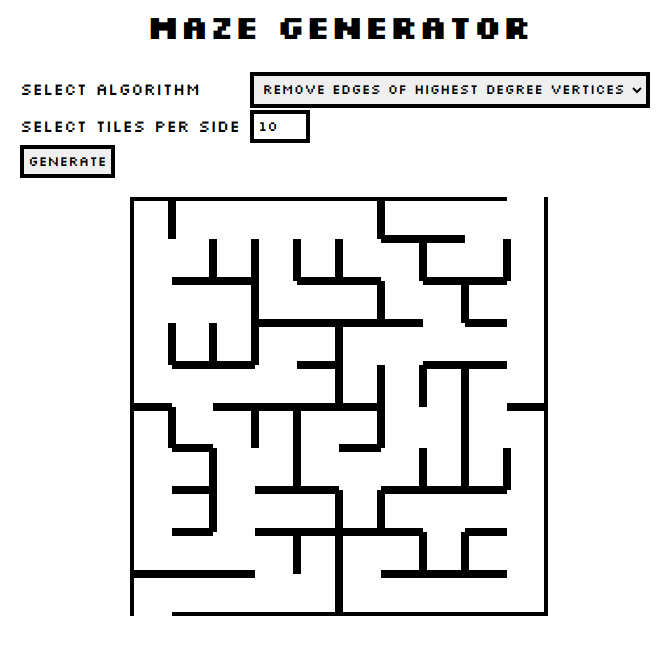 MAZE GENERATOR
SELECT ALGORITHM REMOVE EDGES OF HIGHEST DEGREE VERTICES
SELECT TILES PER SIDE 10
GENERATE